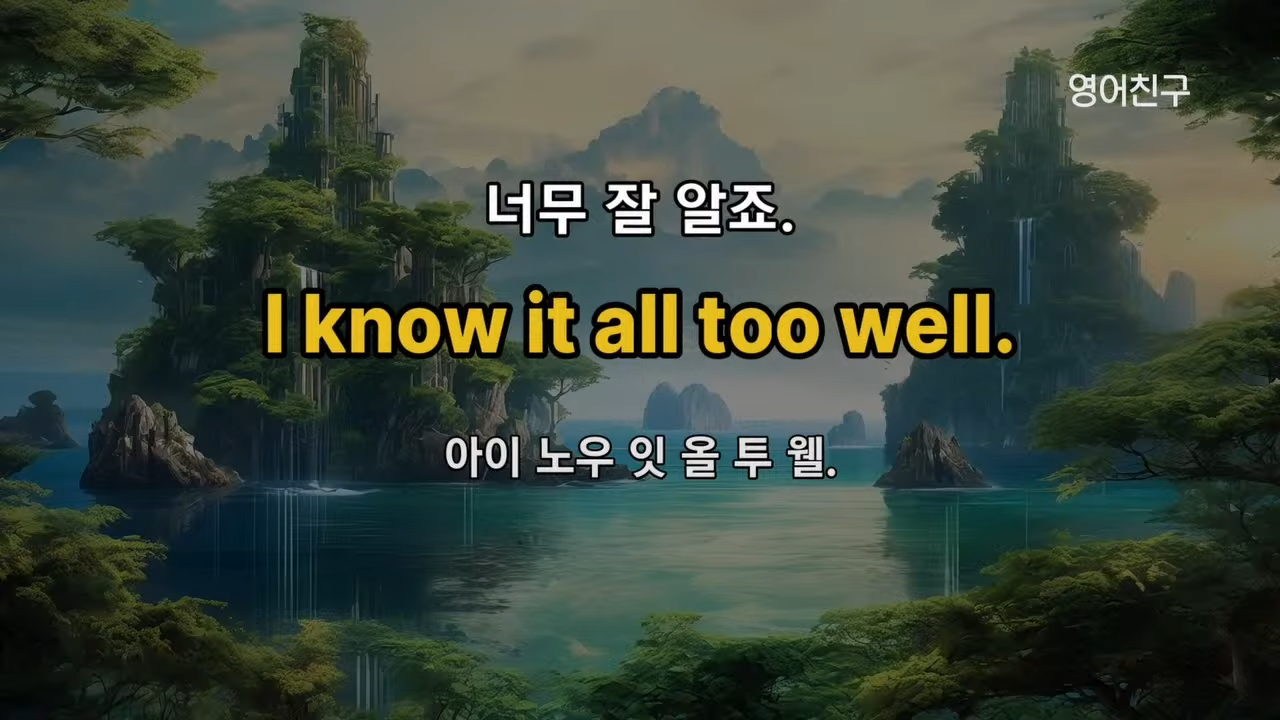 영어친구
너무 잘 알죠.
I know it all too well.
아이 노우 잇 올 투 웰.